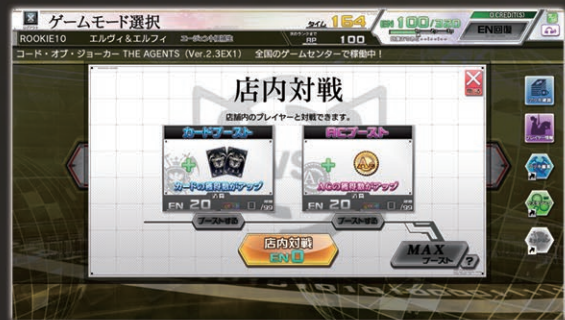 ゲームモード選択
タイム 164
EN 100/350
0 CREDIT(S)
EN回復
ROOKIE10 エルヴィ&エルフィ
RP 100
コード・オブ・ジョーカー THE AGENTS (Ver.2.3EX1) 全国のゲームセンターで稼働中！
店内対戦
店舗内のプレイヤーと対戦できます。
カードブースト
ACブースト
カードの獲得数がアップ
ACの獲得数がアップ
EN 20
/99
EN 20
/99
ブーストする
ブーストする
店内対戦
EN 0
MAX
ブースト
?